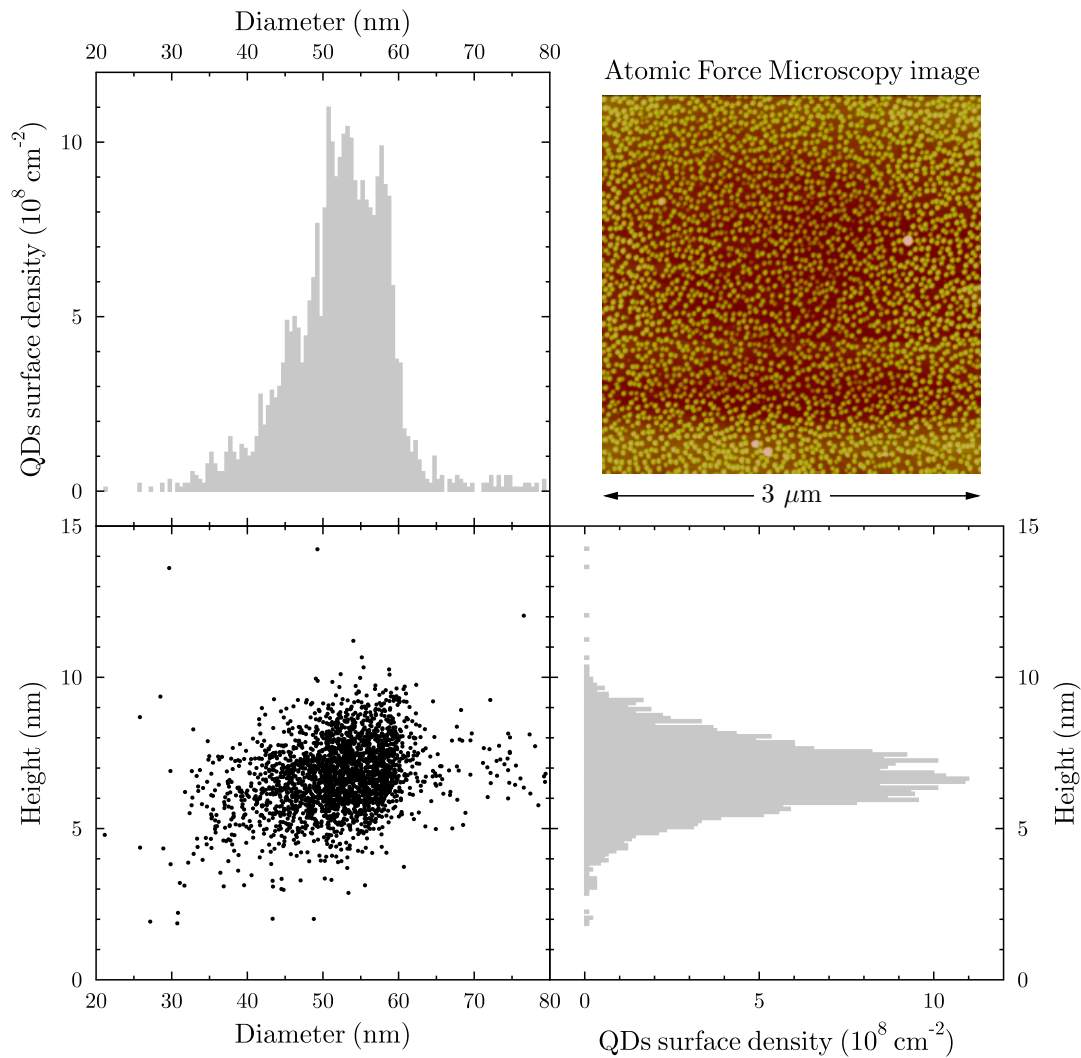 Diameter (nm)
20 30 40 50 60 70 80
Atomic Force Microscopy image
QDs surface density (10^8 cm^-2)
10
5
0
3 μm
15
10
5
0
Height (nm)
20 30 40 50 60 70 80
Diameter (nm)
15
10
5
0
Height (nm)
0 5 10
QDs surface density (10^8 cm^-2)